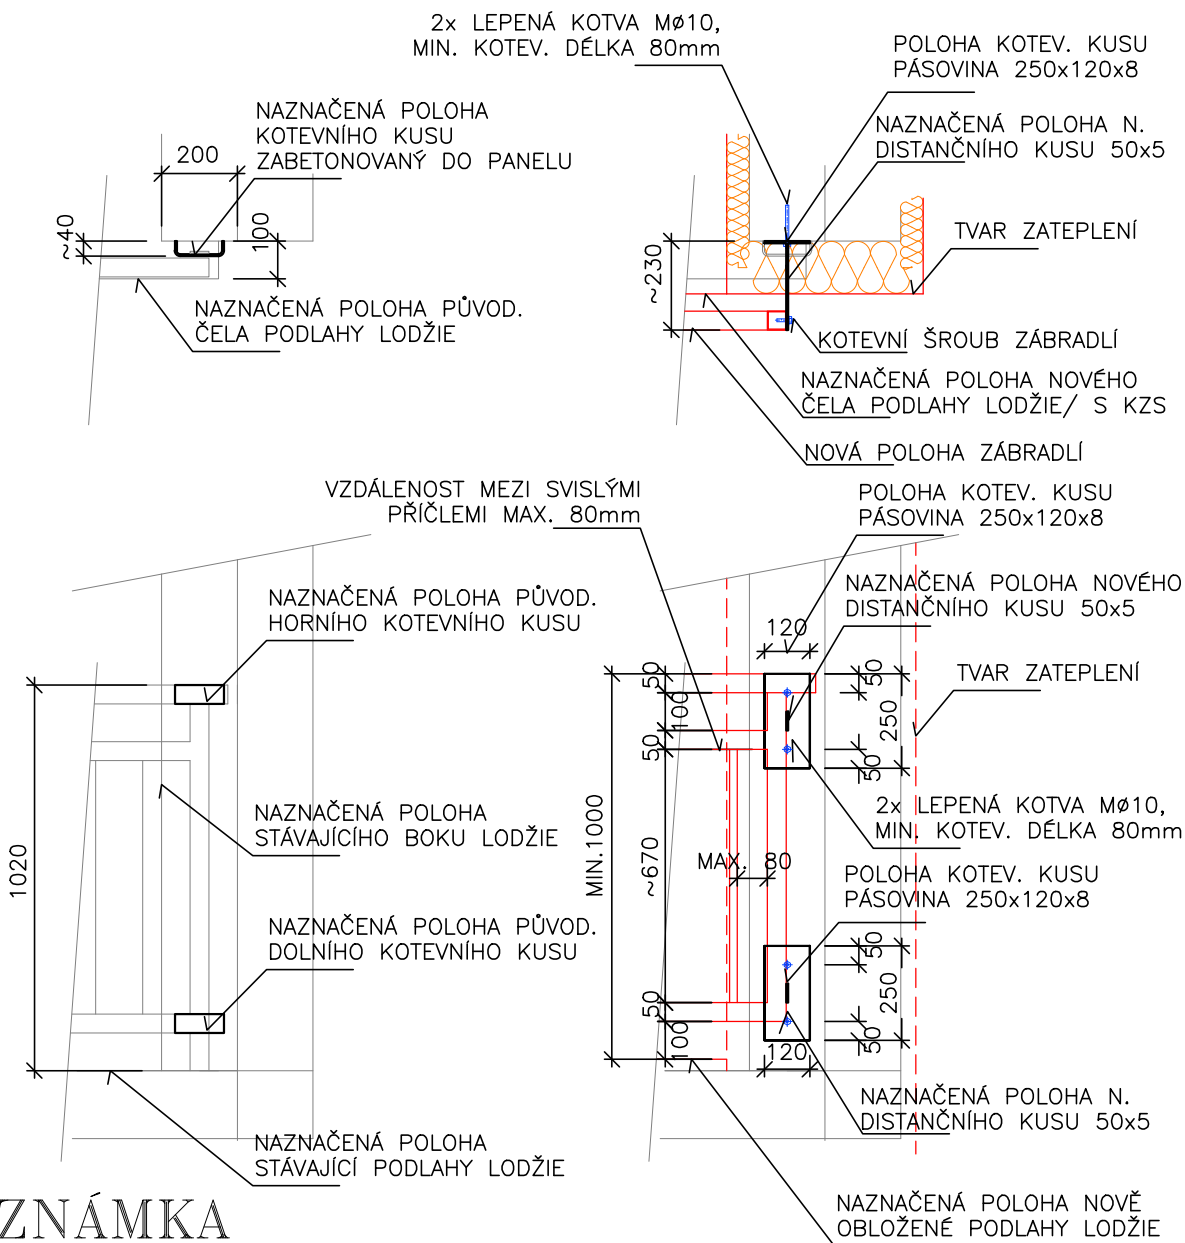 2x LEPENÁ KOTVA MØ10,
MIN. KOTEV. DÉLKA 80mm
POLOHA KOTEV. KUSU
PÁSOVINA 250x120x8
NAZNAČENÁ POLOHA
KOTEVNÍHO KUSU
ZABETONOVANÝ DO PANELU
NAZNAČENÁ POLOHA N.
DISTANČNÍHO KUSU 50x5
200
~40
100
TVAR ZATEPLENÍ
~230
NAZNAČENÁ POLOHA PŮVOD.
ČELA PODLAHY LODŽIE
KOTEVNÍ ŠROUB ZÁBRADLÍ
NAZNAČENÁ POLOHA NOVÉHO
ČELA PODLAHY LODŽIE/ S KZS
NOVÁ POLOHA ZÁBRADLÍ
VZDÁLENOST MEZI SVISLÝMI
PŘÍČLEMI MAX. 80mm
POLOHA KOTEV. KUSU
PÁSOVINA 250x120x8
NAZNAČENÁ POLOHA PŮVOD.
HORNÍHO KOTEVNÍHO KUSU
NAZNAČENÁ POLOHA NOVÉHO
DISTANČNÍHO KUSU 50x5
120
TVAR ZATEPLENÍ
50
100
50
50
250
50
NAZNAČENÁ POLOHA
STÁVAJÍCÍHO BOKU LODŽIE
2x LEPENÁ KOTVA MØ10,
MIN. KOTEV. DÉLKA 80mm
1020
MIN.1000
~670
MAX. 80
POLOHA KOTEV. KUSU
PÁSOVINA 250x120x8
NAZNAČENÁ POLOHA PŮVOD.
DOLNÍHO KOTEVNÍHO KUSU
50
250
50
50
100
120
NAZNAČENÁ POLOHA N.
DISTANČNÍHO KUSU 50x5
NAZNAČENÁ POLOHA
STÁVAJÍCÍ PODLAHY LODŽIE
NAZNAČENÁ POLOHA NOVĚ
OBLOŽENÉ PODLAHY LODŽIE
ZNÁMKA